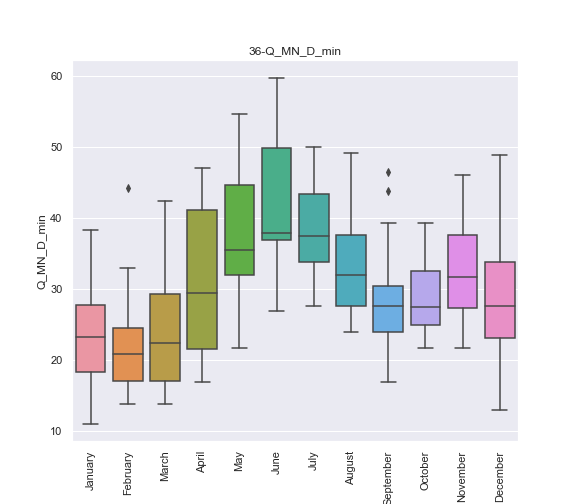 36-Q_MN_D_min
60
50
40
30
20
10
Q_MN_D_min
January
February
March
April
May
June
July
August
September
October
November
December